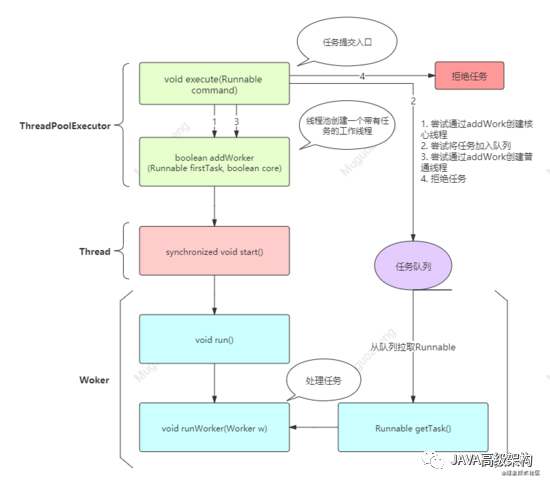 任务提交入口
void execute(Runnable
command)
4
拒绝任务
1
3
2
ThreadPoolExecutor
线程池创建一个带有任
务的工作线程
boolean addWorker
(Runnable firstTask, boolean core)
1. 尝试通过addWork创建核
心线程
2. 尝试将任务加入队列
3. 尝试通过addWork创建普
通线程
4. 拒绝任务
Thread
synchronized void start()
任务队列
void run()
从队列拉取Runnable
Woker
处理任务
void runWorker(Worker w)
Runnable getTask()
JAVA高级架构
@掘金技术社区